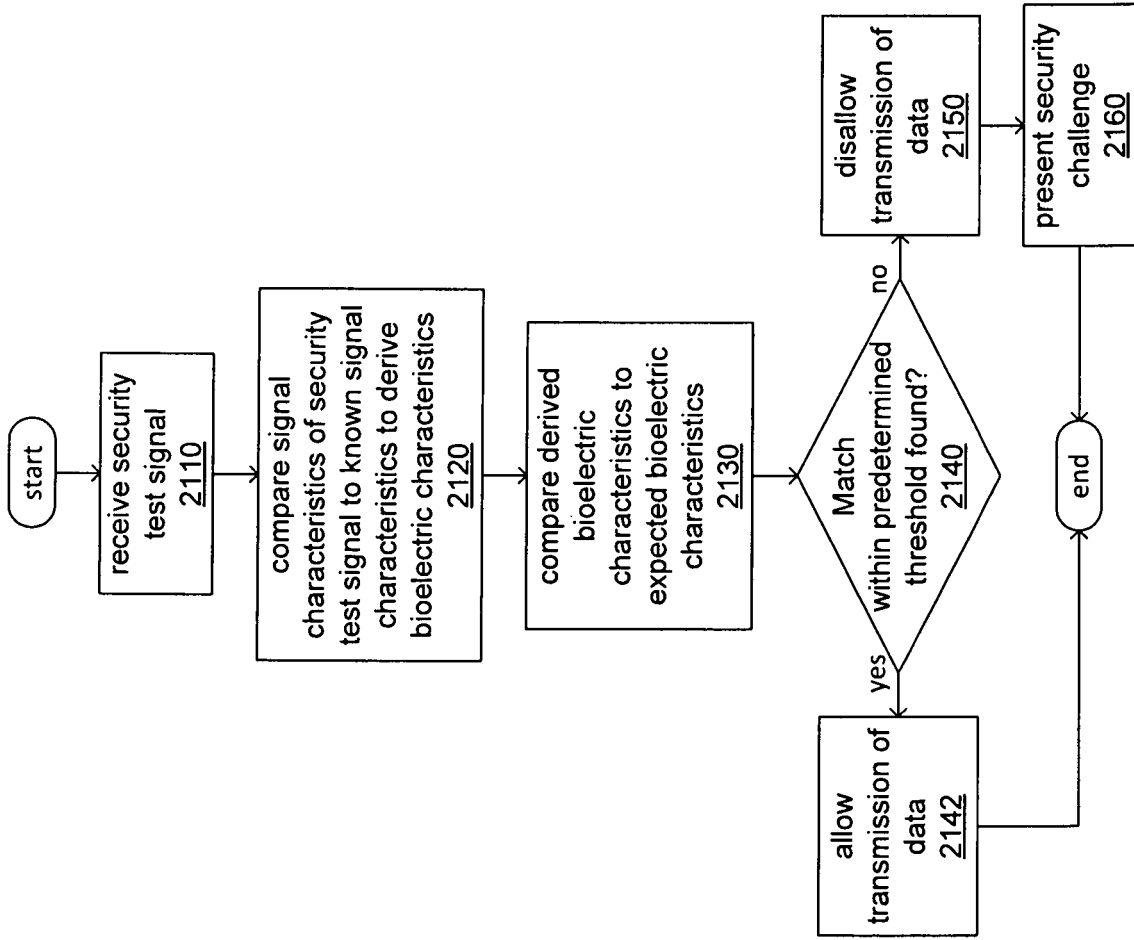 start
receive security
test signal
2110
compare signal
characteristics of security
test signal to known signal
characteristics to derive
bioelectric characteristics
2120
compare derived
bioelectric
characteristics to
expected bioelectric
characteristics
2130
Match
within predetermined
threshold found?
2140
yes
no
allow
transmission of
data
2142
disallow
transmission of
data
2150
present security
challenge
2160
end